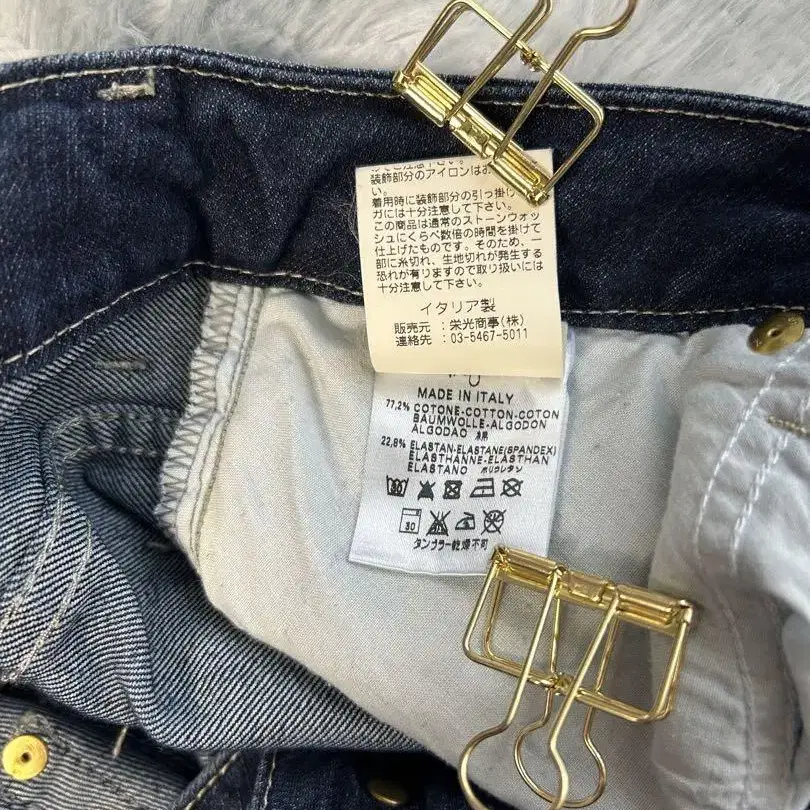 装飾部分のアイロンはお
い。
着用時に装飾部分の引っ掛け
ガには十分注意して下さい。
この商品は通常のストーンウォッ
シュにくらべ数倍の時間を掛けて
仕上げたものです。そのため、一
部に糸切れ、生地切れが発生する
恐れが有りますので取り扱いには
十分注意して下さい。
イタリア製
販売元 : 栄光商事(株)
連絡先 : 03-5467-5011
MADE IN ITALY
77,2% COTONE-COTTON-COTON
BAUMWOLLE-ALGODON
ALGODAO 綿
22,8% ELASTAN-ELASTANE(SPANDEX)
ELASTHANNE-ELASTHAN
ELASTANO ポリウレタン
30
タンブラー乾燥不可